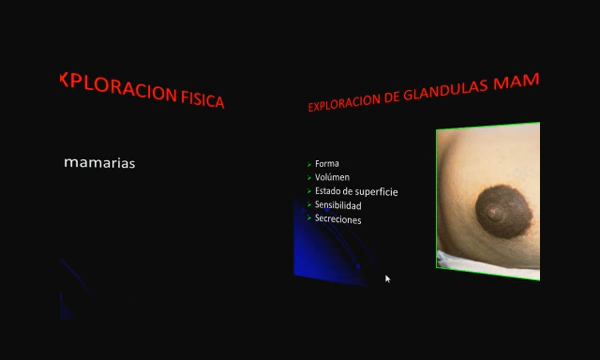 XPLORACION FISICA
mamarias
EXPLORACION DE GLANDULAS MAM
Forma
Volúmen
Estado de superficie
Sensibilidad
Secreciones